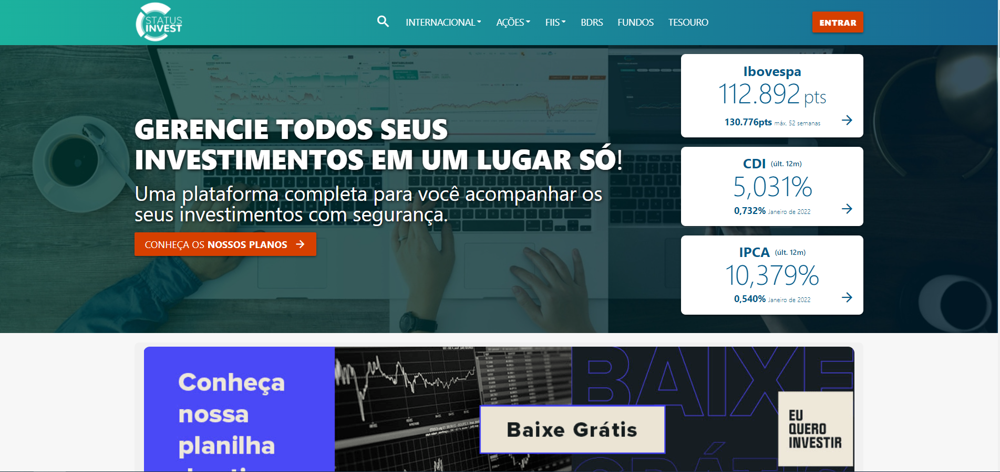 STATUS
INVEST
INTERNACIONAL
AÇÕES
FIIS
BDRS
FUNDOS
TESOURO
ENTRAR
GERENCIE TODOS SEUS
INVESTIMENTOS EM UM LUGAR SÓ!
Uma plataforma completa para você acompanhar os
seus investimentos com segurança.
CONHEÇA OS NOSSOS PLANOS
Ibovespa
112.892 pts
130.776pts máx. 52 semanas
CDI (últ. 12m)
5,031%
0,732% Janeiro de 2022
IPCA (últ. 12m)
10,379%
0,540% Janeiro de 2022
Conheça
nossa
planilha
BAIXE
Baixe Grátis
GRÁTIS
EU
QUERO
INVESTIR